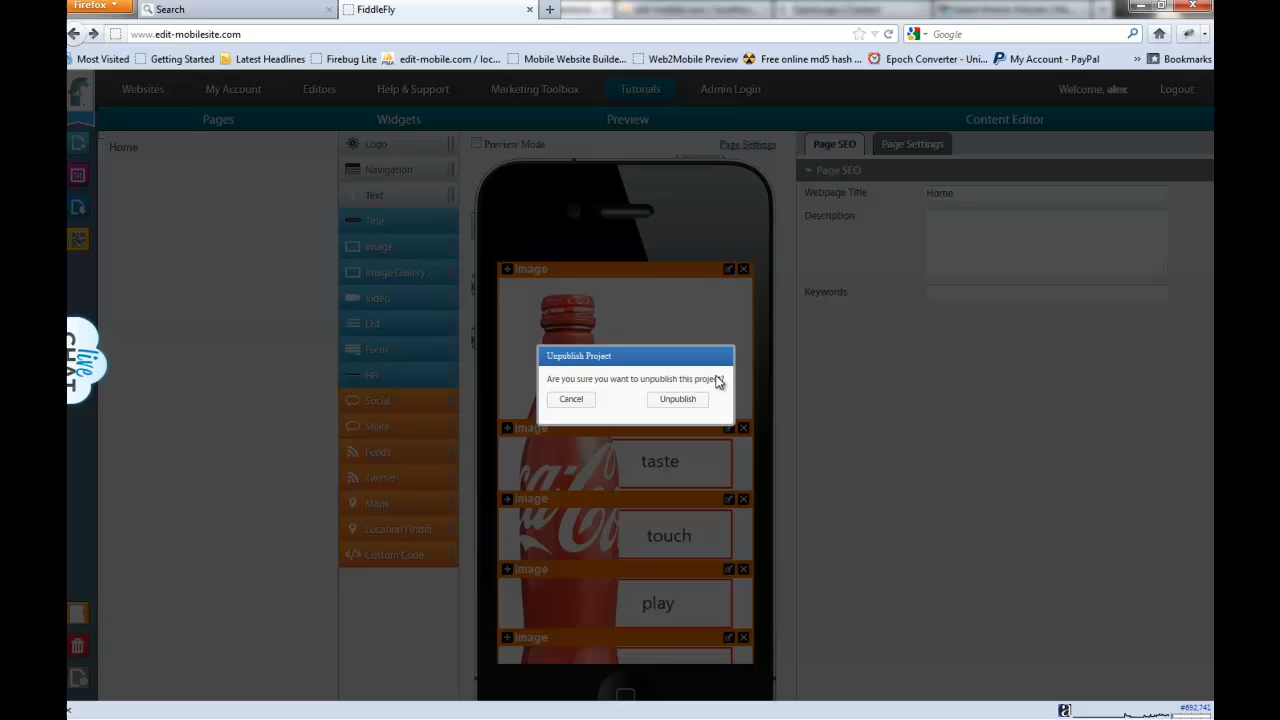 Firefox
Search
FiddleFly
www.edit-mobilesite.com
Google
Most Visited
Getting Started
Latest Headlines
Firebug Lite
edit-mobile.com / loc...
Mobile Website Builde...
Web2Mobile Preview
Free online md5 hash ...
Epoch Converter - Uni...
My Account - PayPal
»
Bookmarks
Websites
My Account
Editors
Help & Support
Marketing Toolbox
Tutorials
Admin Login
Welcome, alex
Logout
Pages
Widgets
Preview
Content Editor
Home
Logo
Navigation
Text
Title
Image
Image Gallery
Video
List
Form
HR
Social
Share
Feeds
Twitter
Maps
Location Finder
Custom Code
Preview Mode
Page Settings
Image
Unpublish Project
Are you sure you want to unpublish this project?
Cancel
Unpublish
taste
Image
touch
Image
play
Image
Coca-Co
Page SEO
Page Settings
Page SEO
Webpage Title
Home
Description
Keywords
live
CHAT
#692,741